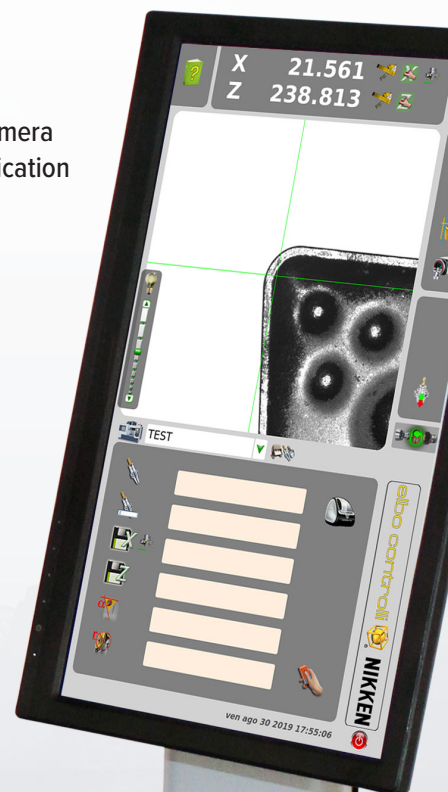 mera
ication
X 21.561
Z 238.813
TEST
elbo controlli NIKKEN
ven ago 30 2019 17:55:06